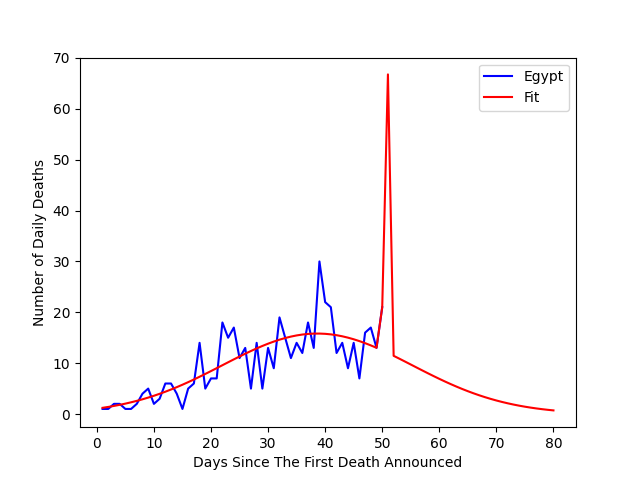 70
60
50
40
30
20
10
0
Number of Daily Deaths
Egypt
Fit
0 10 20 30 40 50 60 70 80
Days Since The First Death Announced